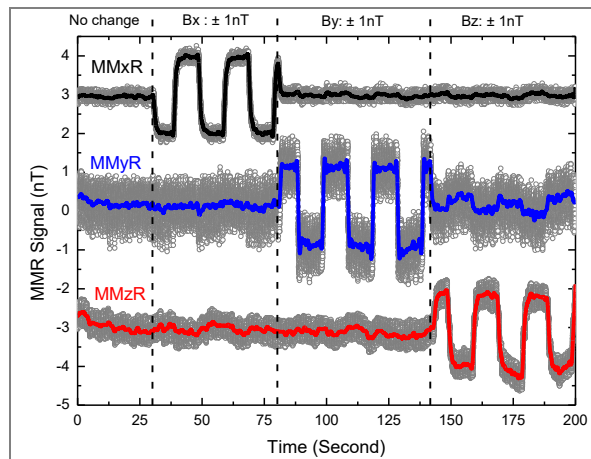 No change Bx : ± 1nT By: ± 1nT Bz: ± 1nT
4
3
2
1
0
-1
-2
-3
-4
-5
MMR Signal (nT)
MMxR
MMyR
MMzR
0 25 50 75 100 125 150 175 200
Time (Second)